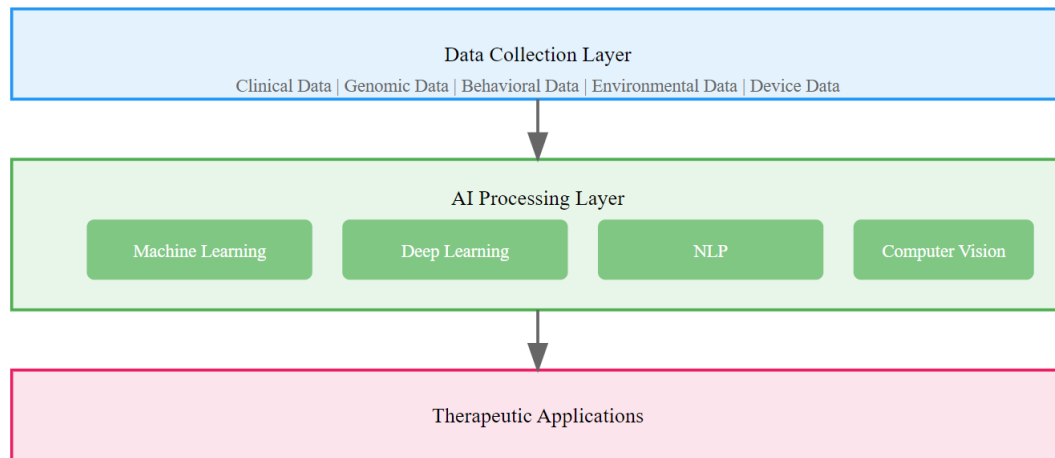 Data Collection Layer
Clinical Data | Genomic Data | Behavioral Data | Environmental Data | Device Data
AI Processing Layer
Machine Learning
Deep Learning
NLP
Computer Vision
Therapeutic Applications